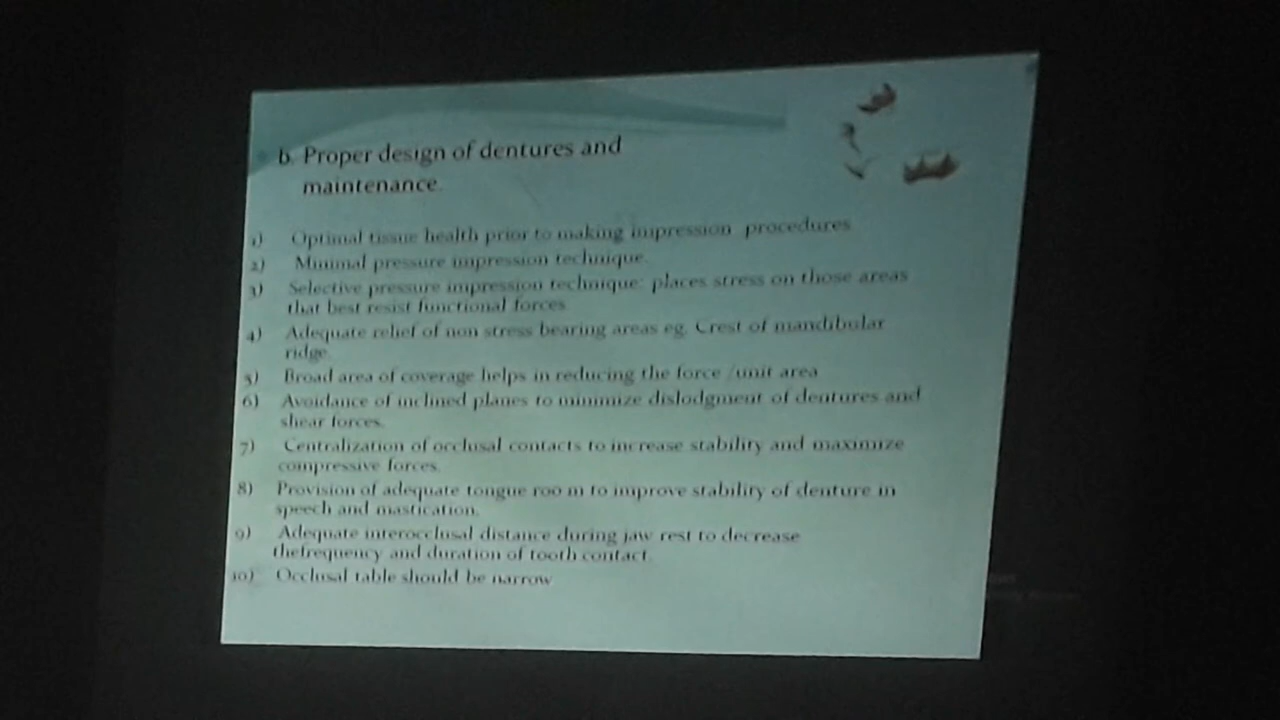 b. Proper design of dentures and
maintenance.
1) Optimal tissue health prior to making impression procedures
2) Minimal pressure impression technique.
3) Selective pressure impression technique: places stress on those areas
that best resist functional forces
4) Adequate relief of non stress bearing areas eg. Crest of mandibular
ridge.
5) Broad area of coverage helps in reducing the force /unit area
6) Avoidance of inclined planes to minimize dislodgment of dentures and
shear forces.
7) Centralization of occlusal contacts to increase stability and maximize
compressive forces.
8) Provision of adequate tongue roo m to improve stability of denture in
speech and mastication.
9) Adequate interocclusal distance during jaw rest to decrease
thefrequency and duration of tooth contact.
10) Occlusal table should be narrow